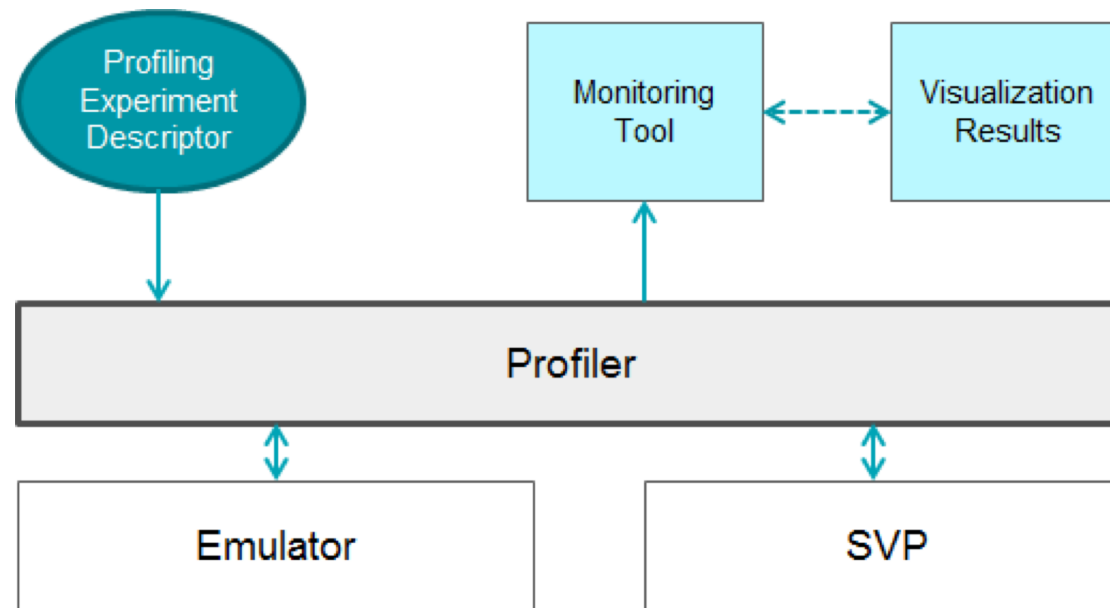 Profiling
Experiment
Descriptor
Monitoring
Tool
Visualization
Results
Profiler
Emulator
SVP